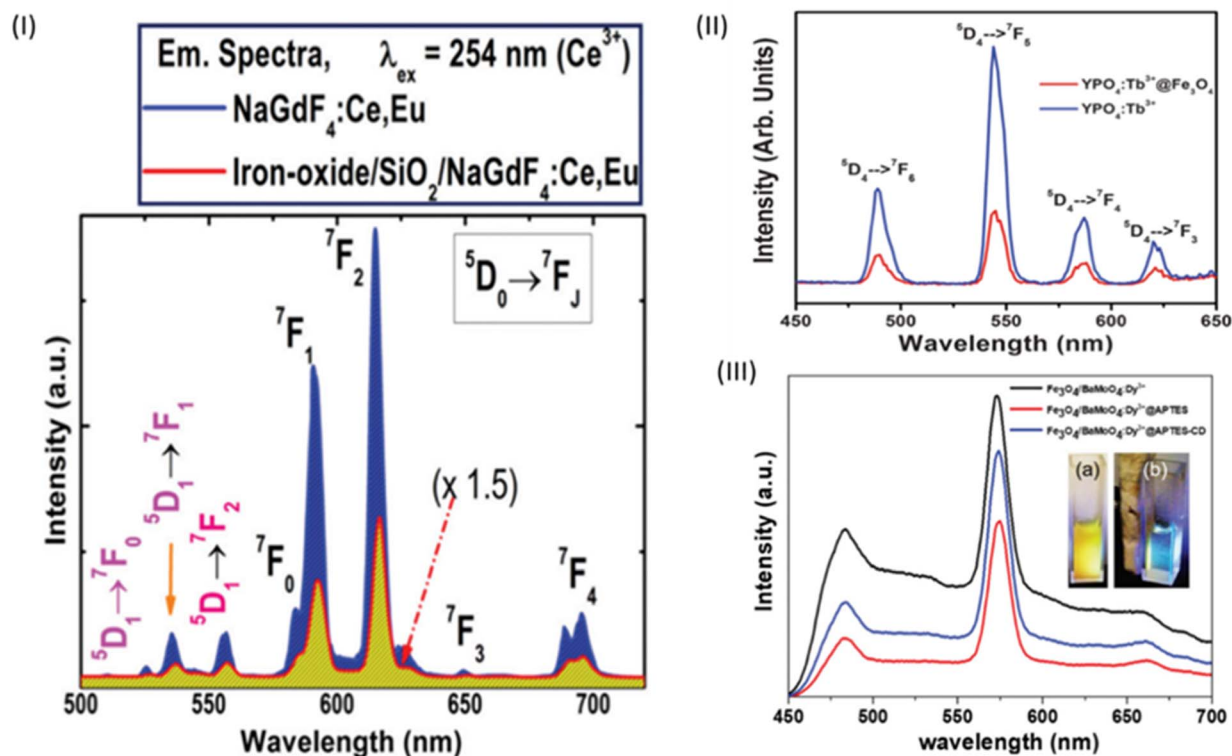 (I)
Em. Spectra, λex = 254 nm (Ce³⁺)
NaGdF₄:Ce,Eu
Iron-oxide/SiO₂/NaGdF₄:Ce,Eu
⁵D₀→⁷F_J
⁷F₂
⁷F₁
⁷F₀
⁵D₁→⁷F₀
⁵D₁→⁷F₁
⁵D₁→⁷F₂
(x 1.5)
⁷F₃
⁷F₄
Intensity (a.u.)
500 550 600 650 700
Wavelength (nm)
(II)
⁵D₄-->⁷F₅
YPO₄:Tb³⁺@Fe₃O₄
YPO₄:Tb³⁺
⁵D₄-->⁷F₆
⁵D₄-->⁷F₄
⁵D₄-->⁷F₃
Intensity (Arb. Units)
450 500 550 600 650
Wavelength (nm)
(III)
Fe₃O₄/BaMoO₄:Dy³⁺
Fe₃O₄/BaMoO₄:Dy³⁺@APTES
Fe₃O₄/BaMoO₄:Dy³⁺@APTES-CD
(a) (b)
Intensity (a.u.)
450 500 550 600 650 700
wavelength (nm)